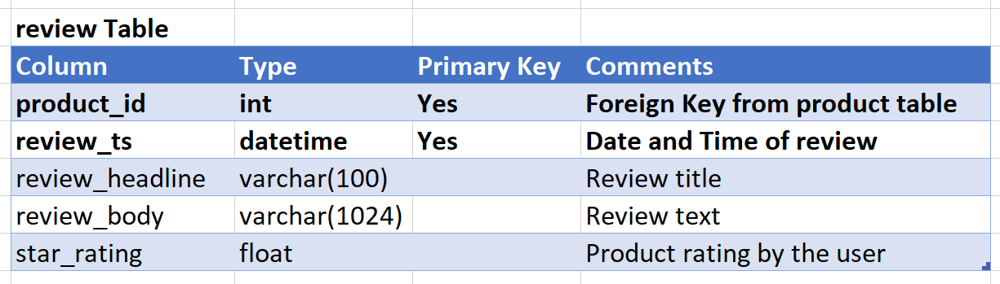 review Table
Column Type Primary Key Comments
product_id int Yes Foreign Key from product table
review_ts datetime Yes Date and Time of review
review_headline varchar(100) Review title
review_body varchar(1024) Review text
star_rating float Product rating by the user